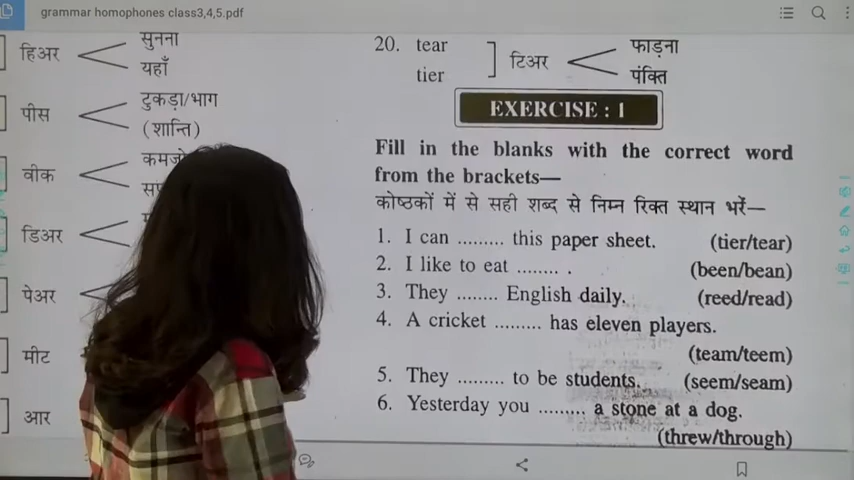 grammar homophones class3,4,5.pdf
हिअर
सुनना
यहाँ
पीस
टुकड़ा/भाग
(शान्ति)
वीक
डिअर
पेअर
मीट
आर
20. tear
tier
टिअर
फाड़ना
पंक्ति
EXERCISE : 1
Fill in the blanks with the correct word
from the brackets—
कोष्ठकों में से सही शब्द से निम्न रिक्त स्थान भरें—
1. I can ......... this paper sheet. (tier/tear)
2. I like to eat ........ . (been/bean)
3. They ........ English daily. (reed/read)
4. A cricket ......... has eleven players.
(team/teem)
5. They ......... to be students. (seem/seam)
6. Yesterday you ......... a stone at a dog.
(threw/through)